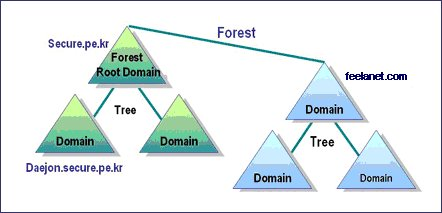 Secure.pe.kr
Forest
Forest
Root Domain
feelanet.com
Domain
Tree
Domain
Domain
Daejon.secure.pe.kr
Tree
Domain
Domain